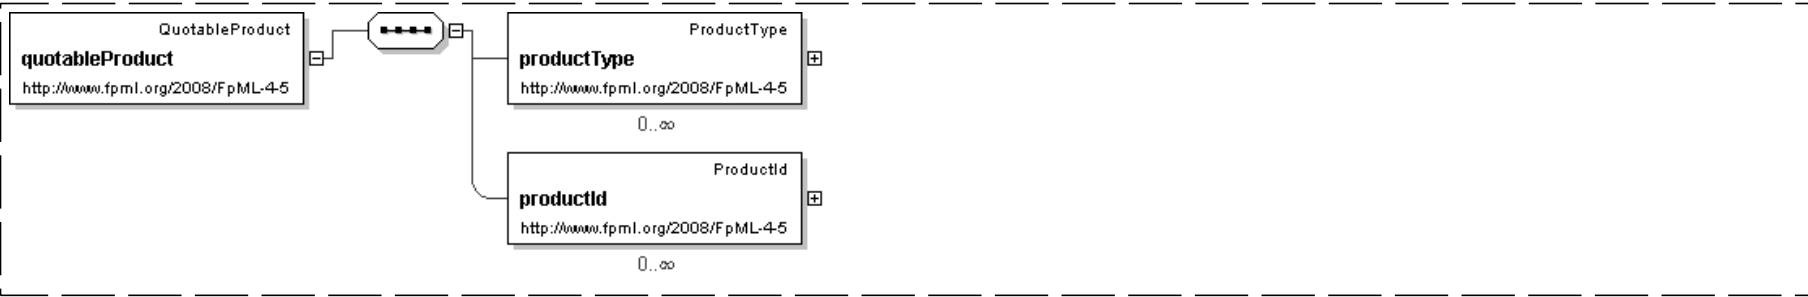 QuotableProduct
quotableProduct
http://www.fpml.org/2008/FpML-4-5
ProductType
productType
http://www.fpml.org/2008/FpML-4-5
0..∞
ProductId
productId
http://www.fpml.org/2008/FpML-4-5
0..∞